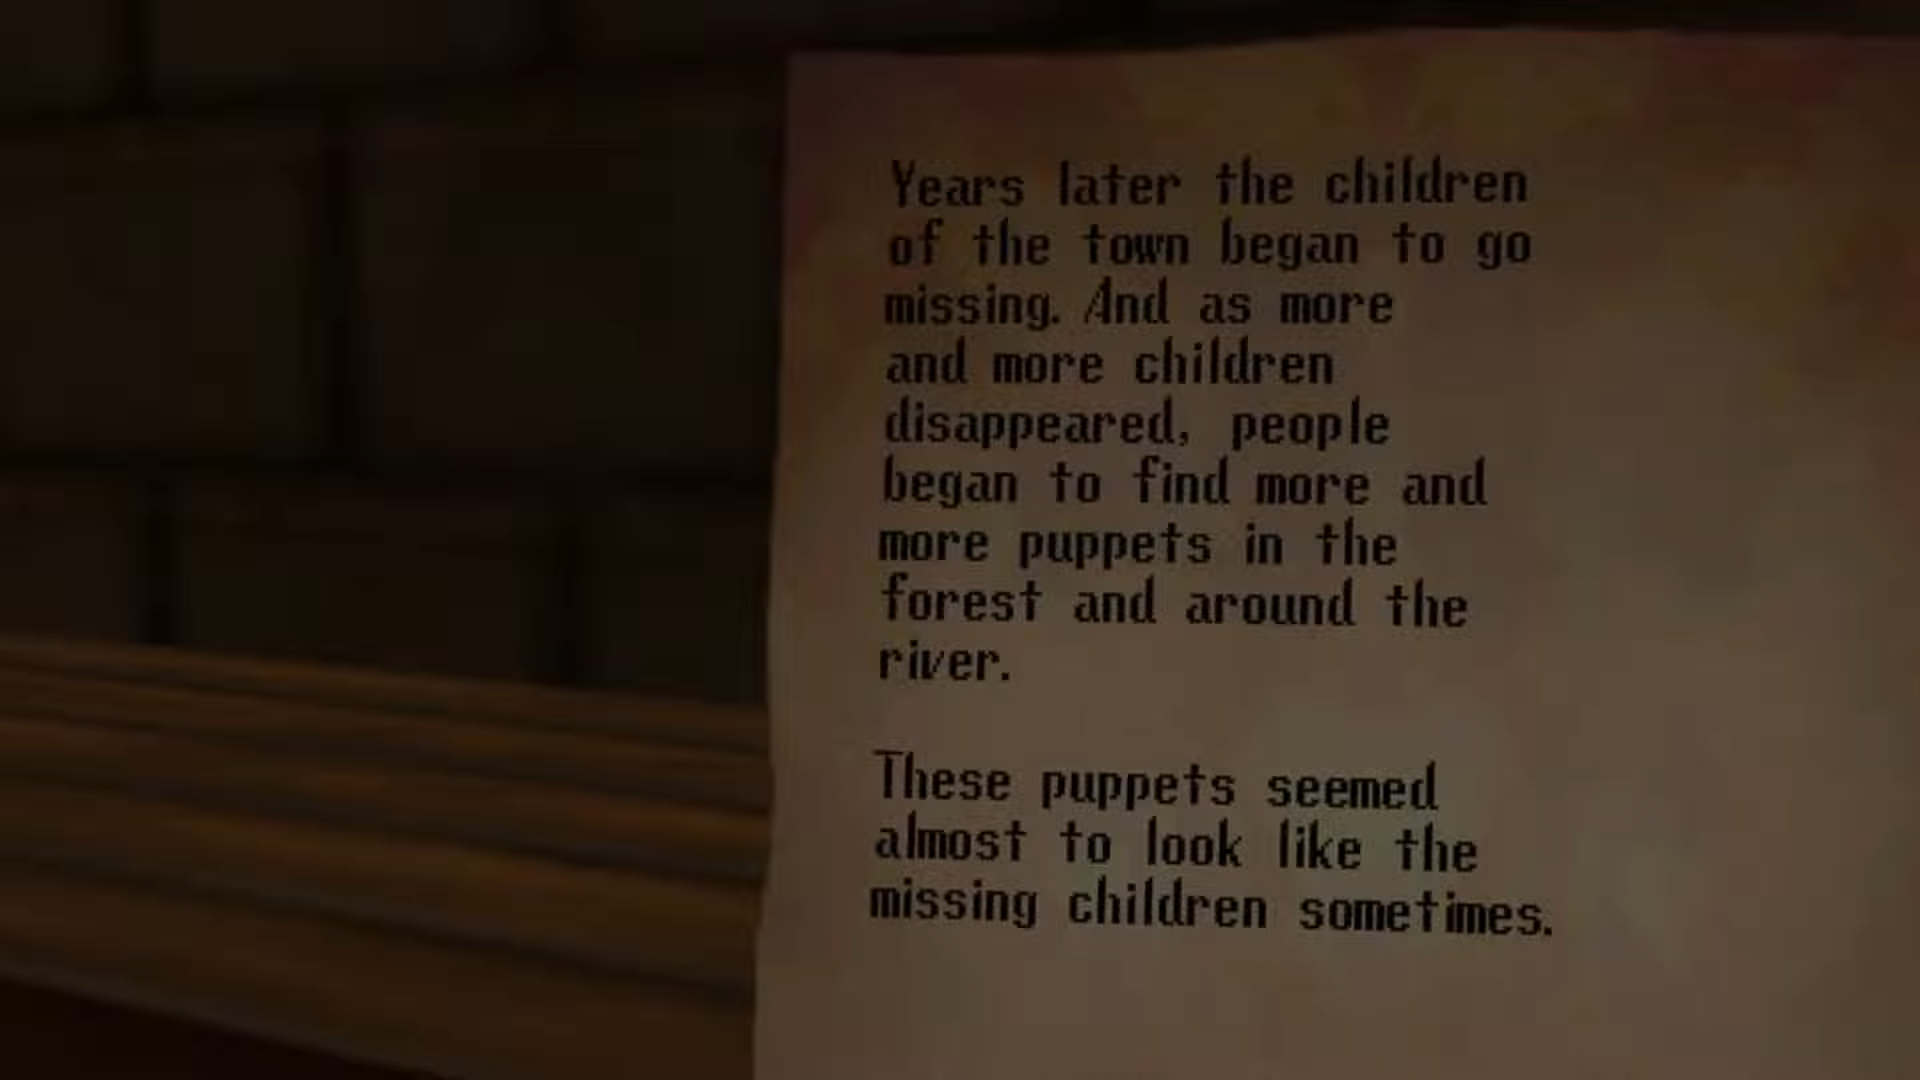 Years later the children
of the town began to go
missing. And as more
and more children
disappeared, people
began to find more and
more puppets in the
forest and around the
river.
These puppets seemed
almost to look like the
missing children sometimes.